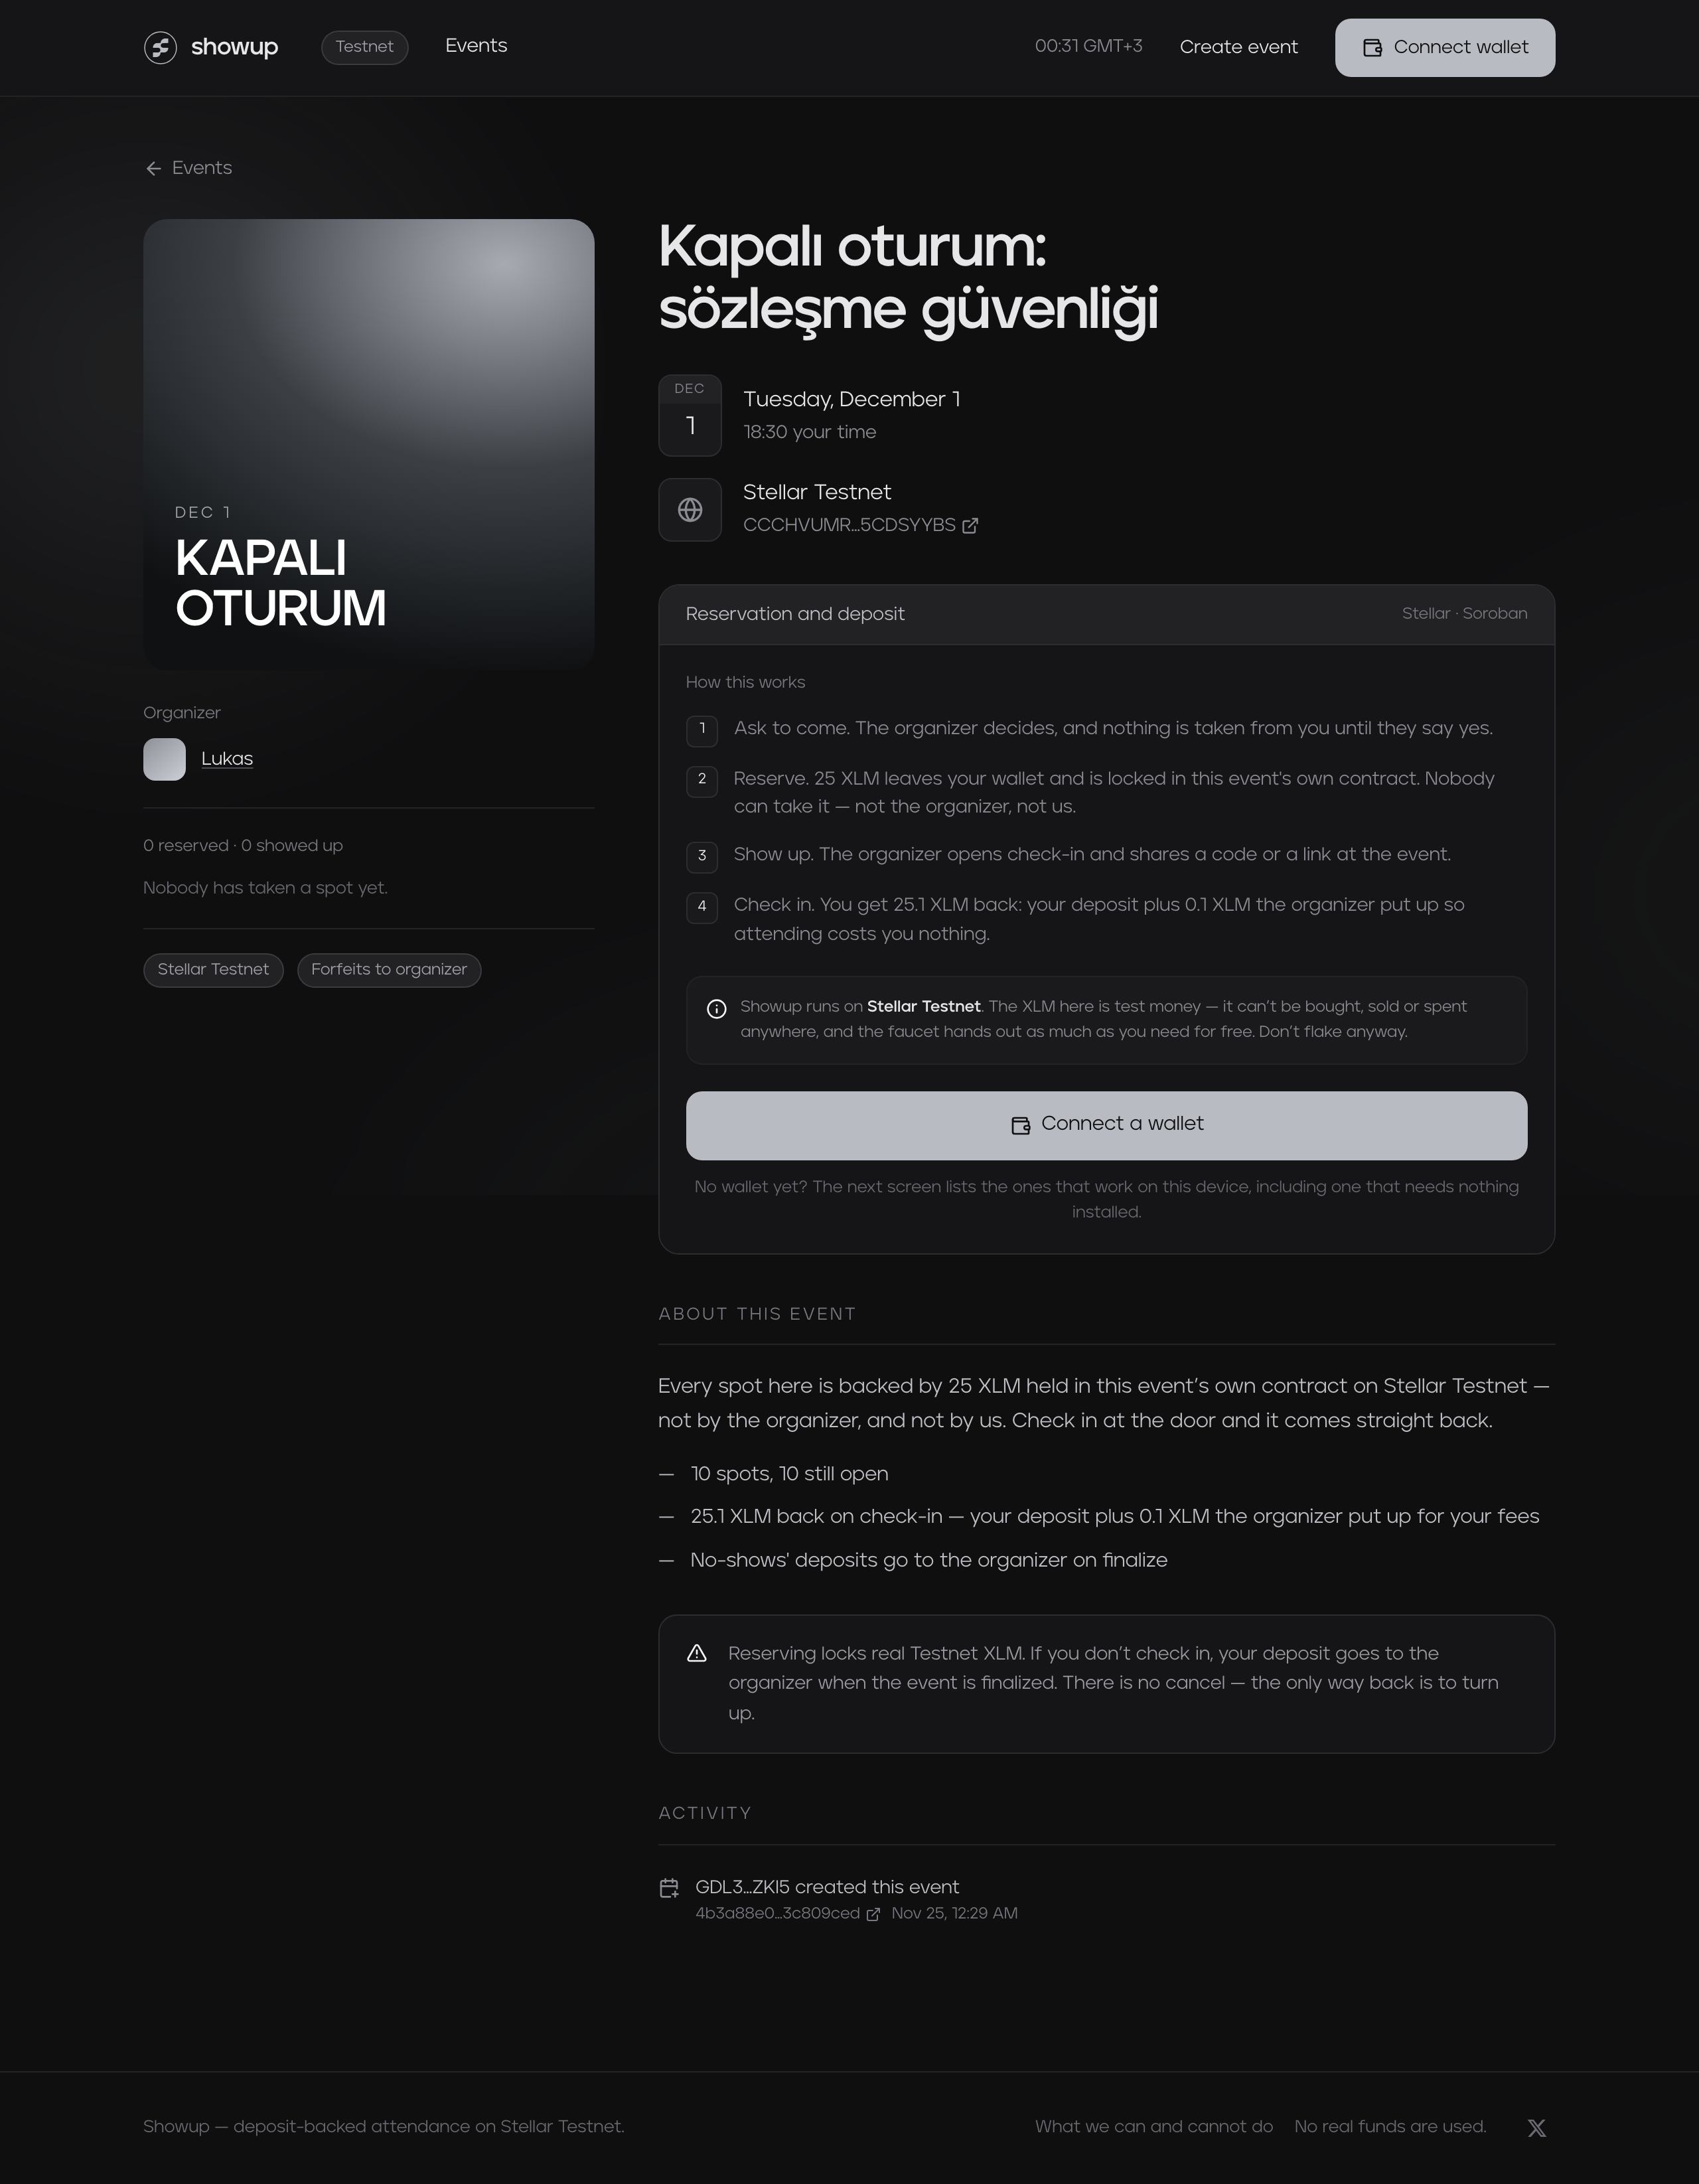 showup
Testnet
Events
00:31 GMT+3
Create event
Connect wallet
Events
DEC 1
KAPALI
OTURUM
Organizer
Lukas
0 reserved · 0 showed up
Nobody has taken a spot yet.
Stellar Testnet
Forfeits to organizer
Kapalı oturum:
sözleşme güvenliği
DEC
1
Tuesday, December 1
18:30 your time
Stellar Testnet
CCCHVUMR…5CDSYYBS
Reservation and deposit
Stellar · Soroban
How this works
1 Ask to come. The organizer decides, and nothing is taken from you until they say yes.
2 Reserve. 25 XLM leaves your wallet and is locked in this event's own contract. Nobody
can take it — not the organizer, not us.
3 Show up. The organizer opens check-in and shares a code or a link at the event.
4 Check in. You get 25.1 XLM back: your deposit plus 0.1 XLM the organizer put up so
attending costs you nothing.
Showup runs on Stellar Testnet. The XLM here is test money — it can’t be bought, sold or spent
anywhere, and the faucet hands out as much as you need for free. Don’t flake anyway.
Connect a wallet
No wallet yet? The next screen lists the ones that work on this device, including one that needs nothing
installed.
ABOUT THIS EVENT
Every spot here is backed by 25 XLM held in this event’s own contract on Stellar Testnet —
not by the organizer, and not by us. Check in at the door and it comes straight back.
— 10 spots, 10 still open
— 25.1 XLM back on check-in — your deposit plus 0.1 XLM the organizer put up for your fees
— No-shows' deposits go to the organizer on finalize
Reserving locks real Testnet XLM. If you don’t check in, your deposit goes to the
organizer when the event is finalized. There is no cancel — the only way back is to turn
up.
ACTIVITY
GDL3…ZKI5 created this event
4b3a88e0…3c809ced Nov 25, 12:29 AM
Showup — deposit-backed attendance on Stellar Testnet.
What we can and cannot do
No real funds are used.